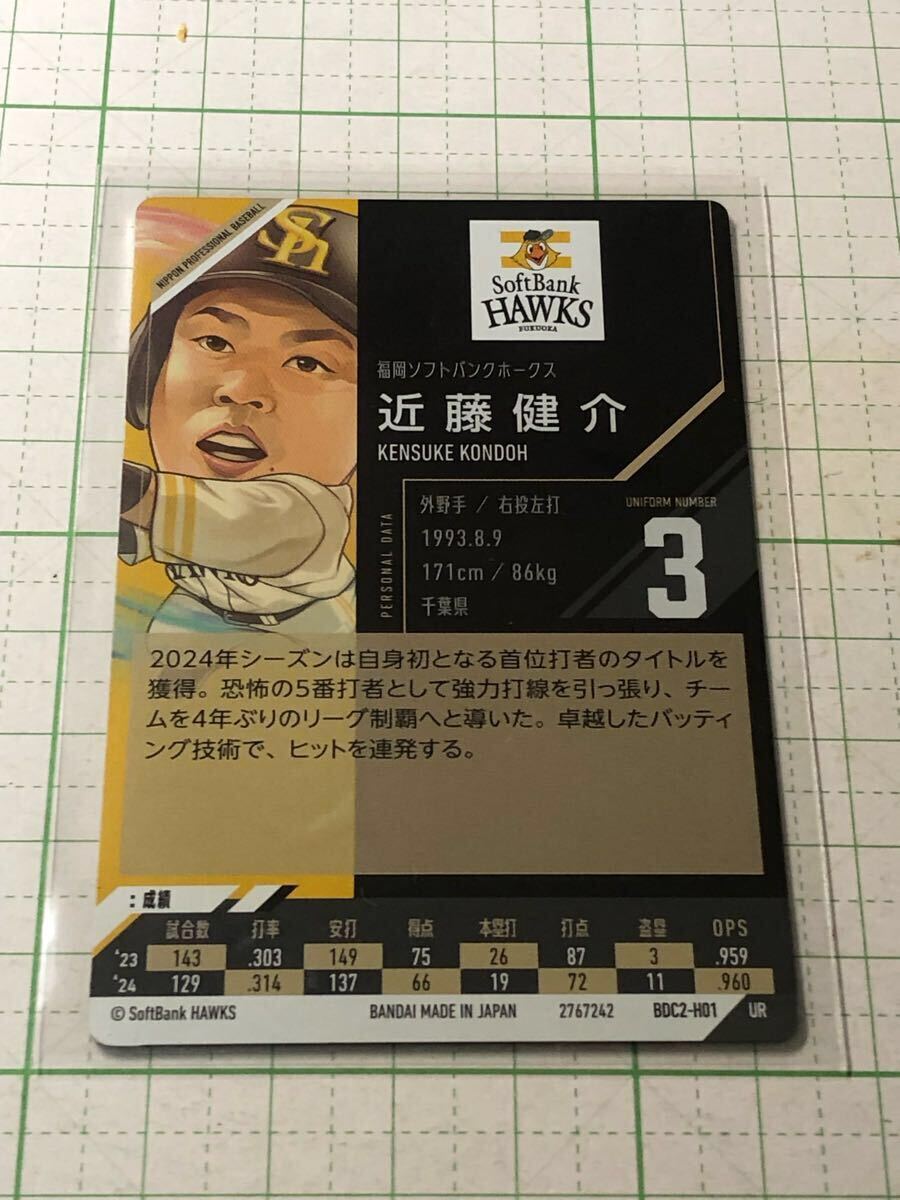 NIPPON PROFESSIONAL BASEBALL
Sh
SoftBank
HAWKS
FUKUOKA
福岡ソフトバンクホークス
近藤健介
KENSUKE KONDOH
PERSONAL DATA
外野手 / 右投左打
1993.8.9
171cm / 86kg
千葉県
UNIFORM NUMBER
3
2024年シーズンは自身初となる首位打者のタイトルを
獲得。恐怖の5番打者として強力打線を引っ張り、チー
ムを4年ぶりのリーグ制覇へと導いた。卓越したバッティ
ング技術で、ヒットを連発する。
:成績
試合数 打率 安打 得点 本塁打 打点 盗塁 OPS
'23 143 .303 149 75 26 87 3 .959
'24 129 .314 137 66 19 72 11 .960
© SoftBank HAWKS BANDAI MADE IN JAPAN 2767242 BDC2-H01 UR